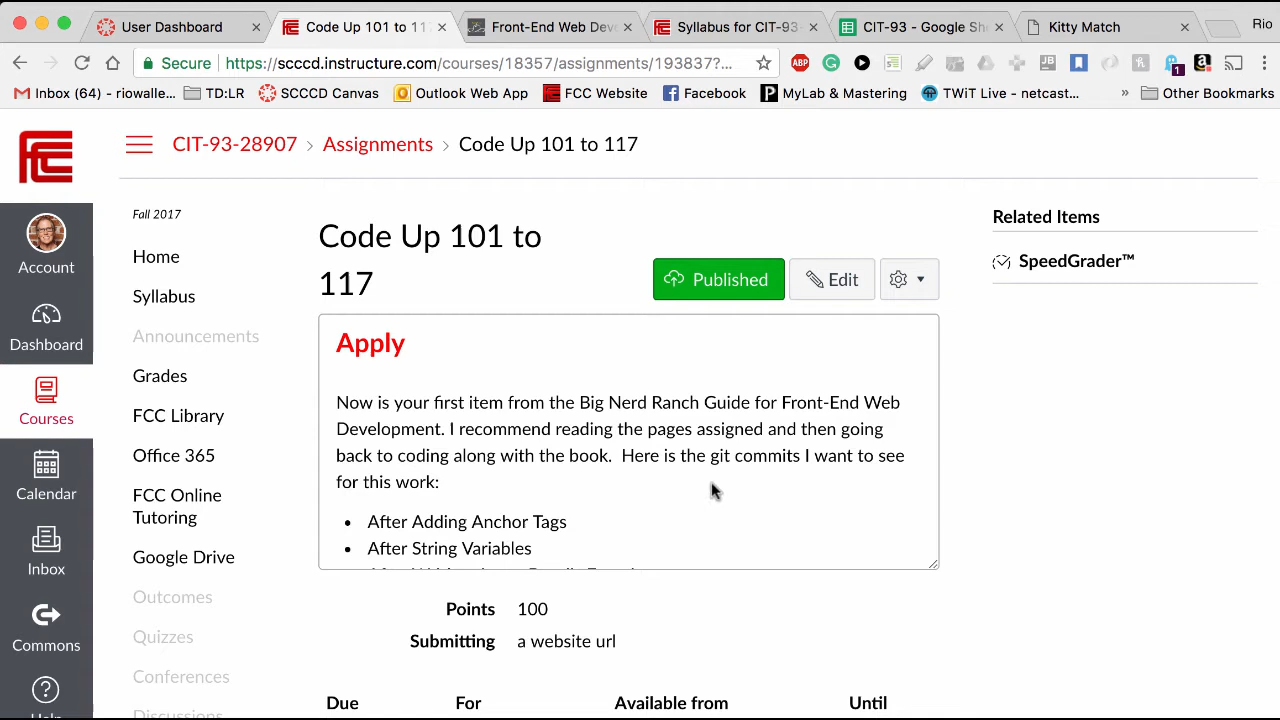 User Dashboard
Code Up 101 to 11
Front-End Web Deve
Syllabus for CIT-93
CIT-93 - Google She
Kitty Match
Rio
Secure
https://scccd.instructure.com/courses/18357/assignments/193837?...
ABP
JB
1
Inbox (64) - riowalle...
TD:LR
SCCCD Canvas
Outlook Web App
FCC Website
Facebook
MyLab & Mastering
TWiT Live - netcast...
»
Other Bookmarks
CIT-93-28907 › Assignments › Code Up 101 to 117
Account
Dashboard
Courses
Calendar
Inbox
Commons
Fall 2017
Home
Syllabus
Announcements
Grades
FCC Library
Office 365
FCC Online
Tutoring
Google Drive
Outcomes
Quizzes
Conferences
Discussions
Code Up 101 to
117
Published
Edit
Apply
Now is your first item from the Big Nerd Ranch Guide for Front-End Web
Development. I recommend reading the pages assigned and then going
back to coding along with the book.  Here is the git commits I want to see
for this work:
• After Adding Anchor Tags
• After String Variables
Points 100
Submitting a website url
Due For Available from Until
Related Items
SpeedGrader™